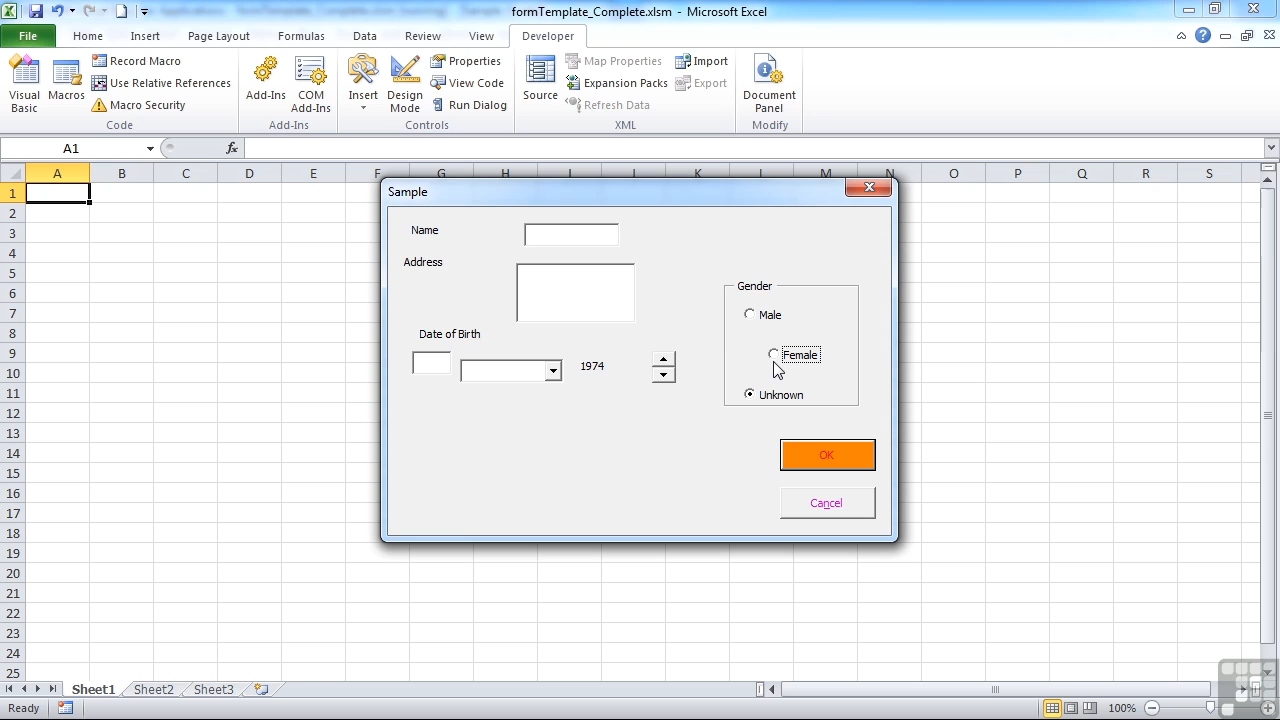 formTemplate_Complete.xlsm - Microsoft Excel
File Home Insert Page Layout Formulas Data Review View Developer
Visual Basic
Macros
Record Macro
Use Relative References
Macro Security
Code
Add-Ins
COM Add-Ins
Add-Ins
Insert
Design Mode
Properties
View Code
Run Dialog
Controls
Source
Map Properties
Expansion Packs
Refresh Data
Import
Export
XML
Document Panel
Modify
A1
fx
A B C D E F G H I J K L M N O P Q R S
1
2
3
4
5
6
7
8
9
10
11
12
13
14
15
16
17
18
19
20
21
22
23
24
25
Sample
Name
Address
Date of Birth
1974
Gender
Male
Female
Unknown
OK
Cancel
Sheet1 Sheet2 Sheet3
Ready
100%